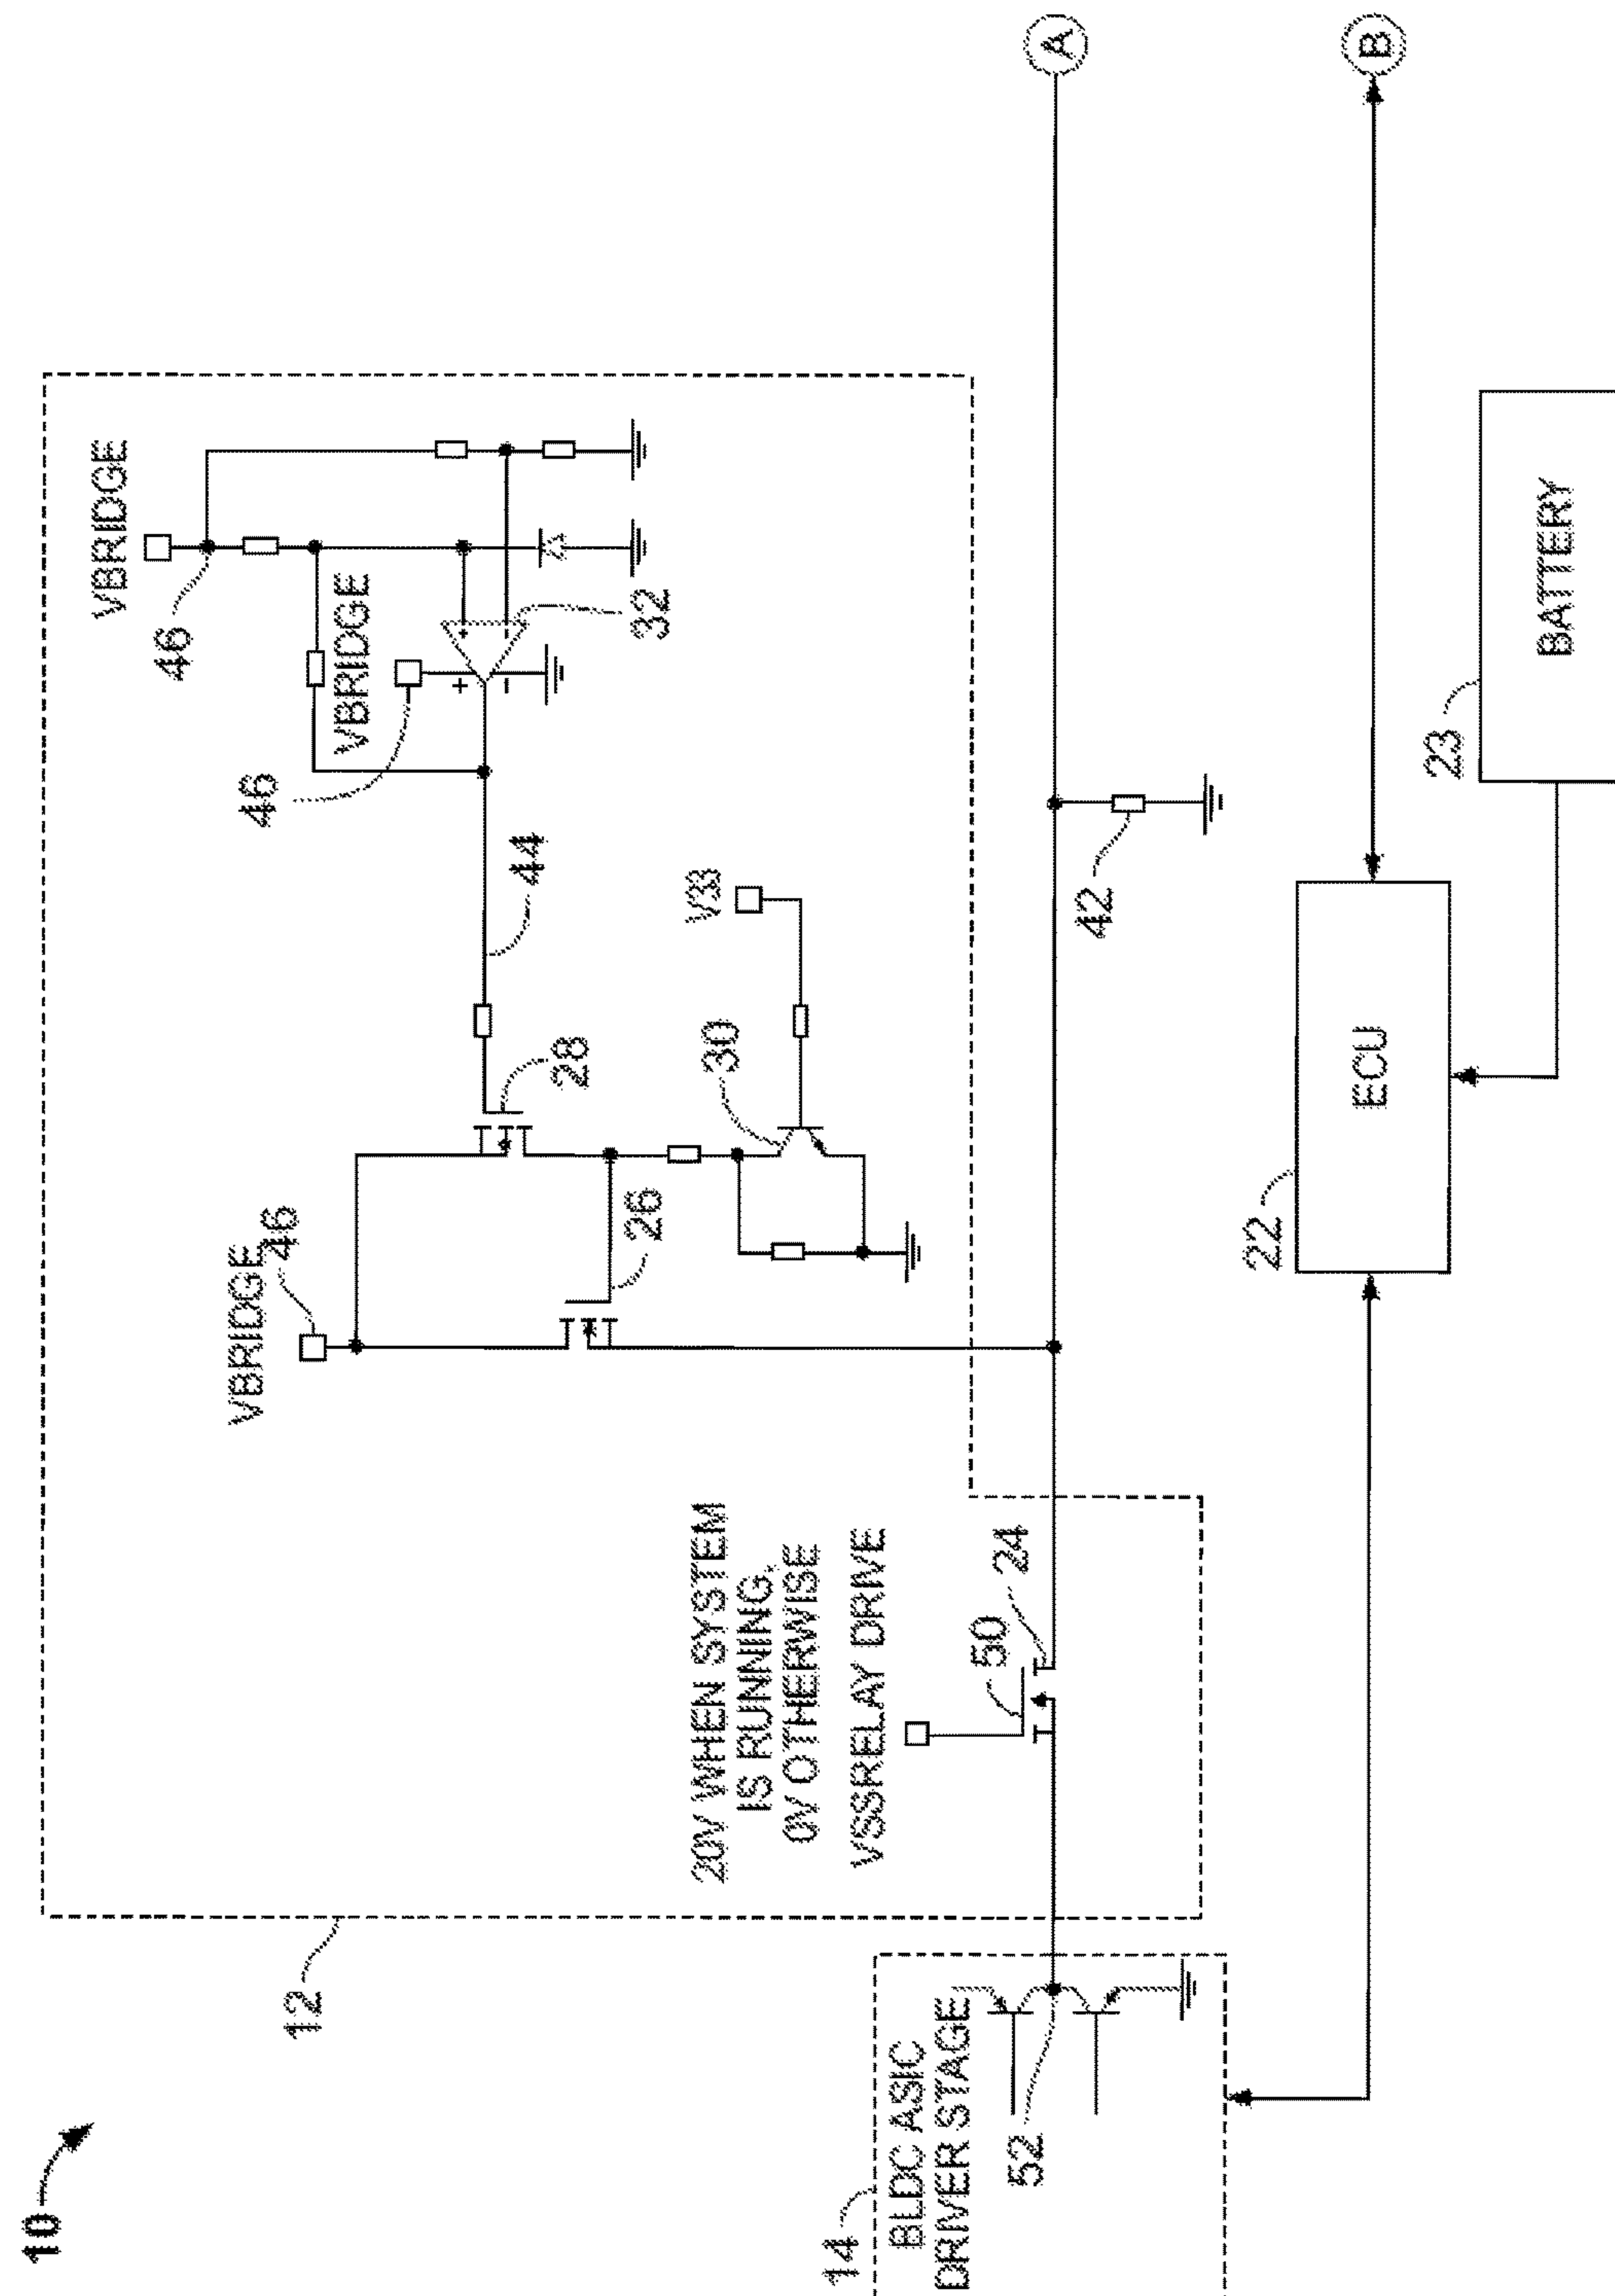 10
12
VBRIDGE
46
VBRIDGE
46
VBRIDGE
46
+
-
+
-
32
44
28
26
30
V33
20V WHEN SYSTEM
IS RUNNING,
0V OTHERWISE
VSSRELAY DRIVE
50
24
14
BLDC ASIC
DRIVER STAGE
52
42
A
22
ECU
B
23
BATTERY